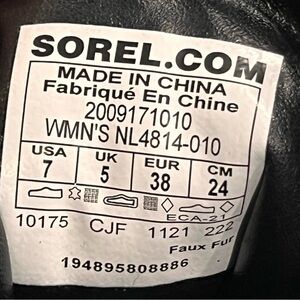 SOREL.COM
MADE IN CHINA
Fabriqué En Chine
2009171010
WMN'S NL4814-010
USA UK EUR CM
7 5 38 24
ECA-21
10175 CJF 1121 222
Faux Fur
194895808886